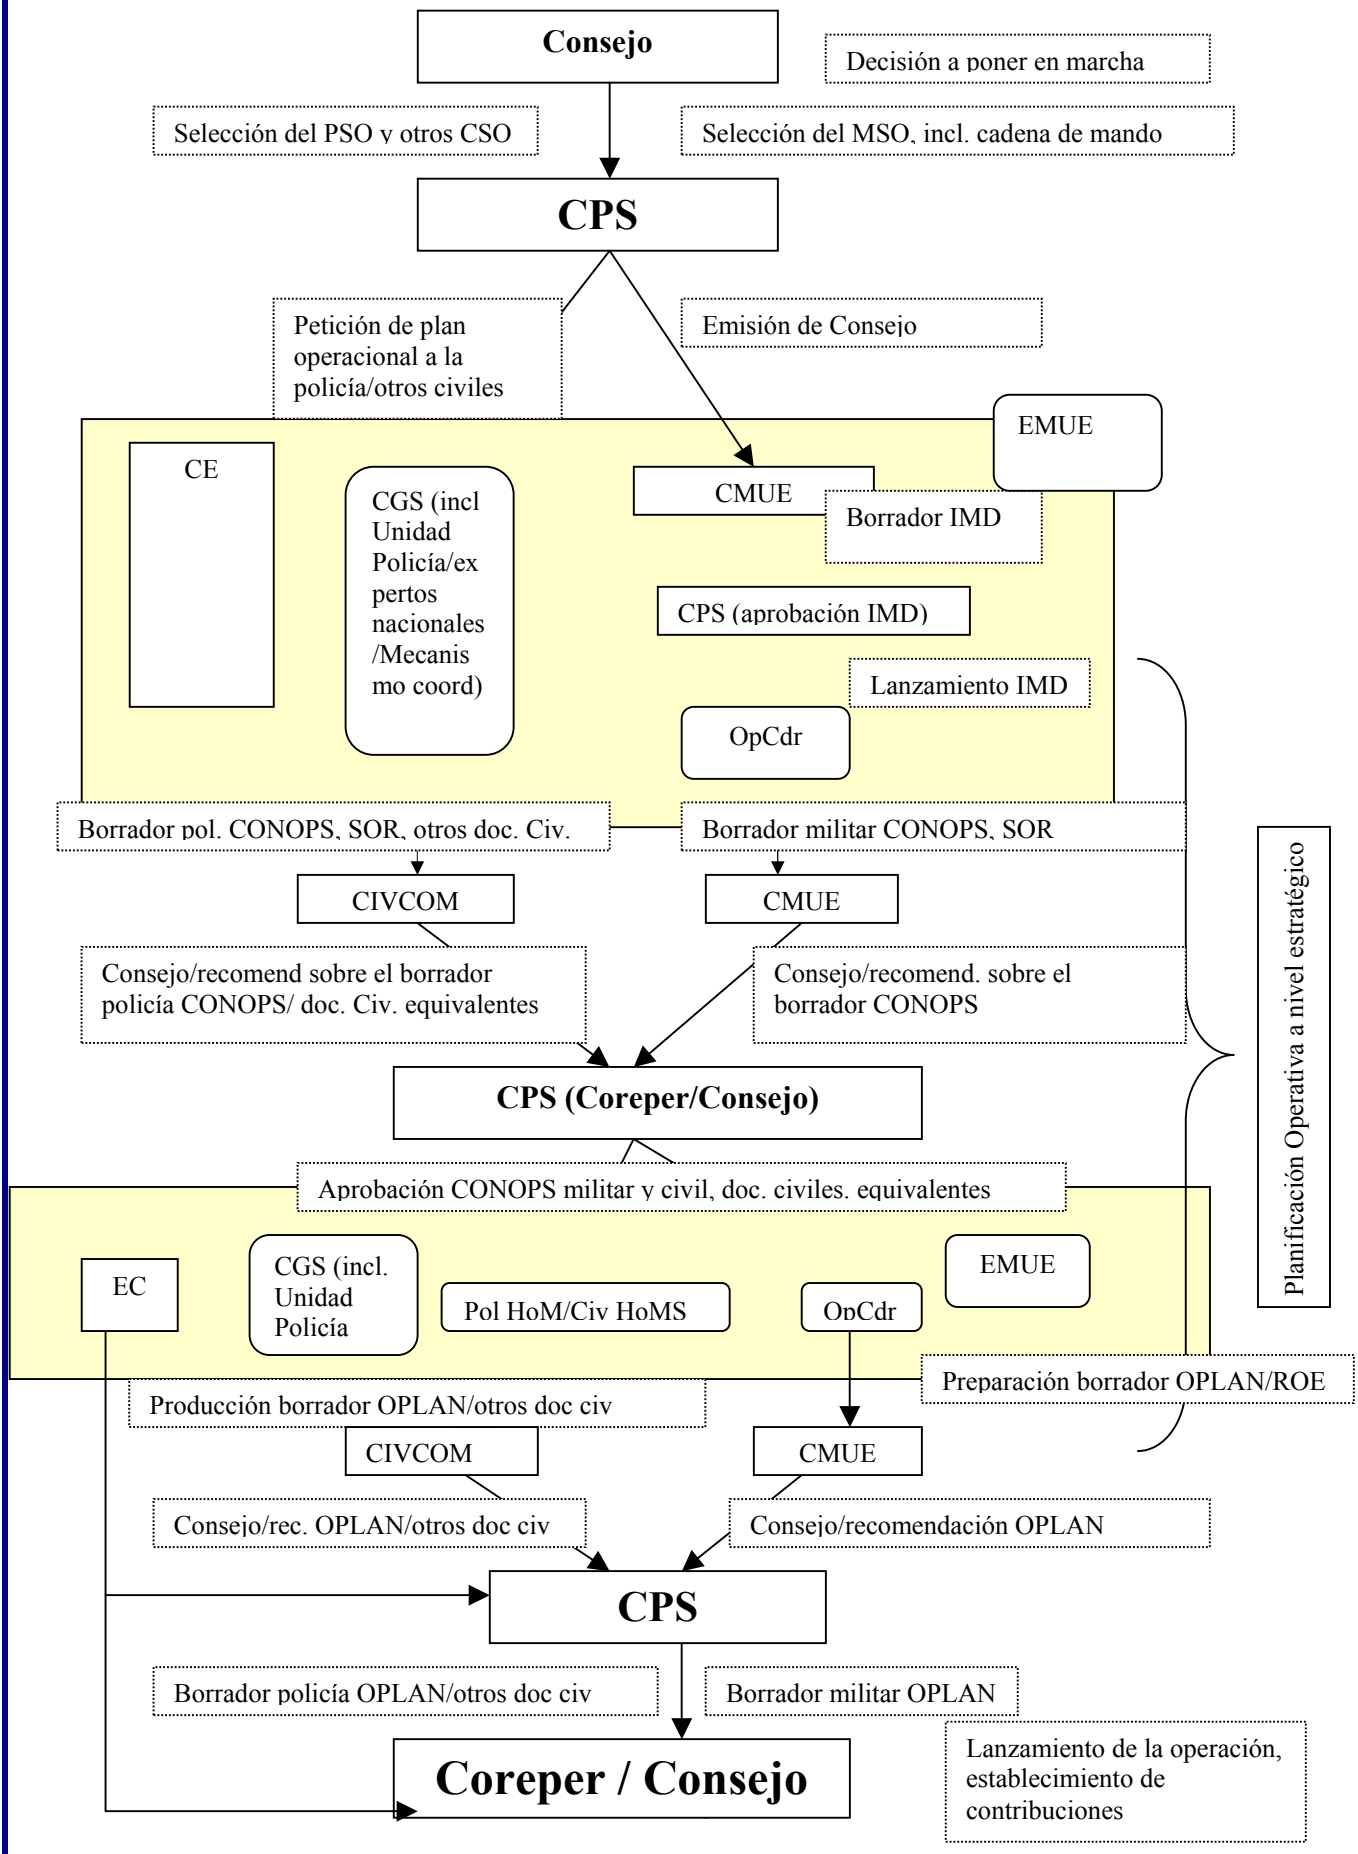 Consejo
Decisión a poner en marcha
Selección del PSO y otros CSO
Selección del MSO, incl. cadena de mando
CPS
Petición de plan
operacional a la
policía/otros civiles
Emisión de Consejo
EMUE
CE
CGS (incl
Unidad
Policía/ex
pertos
nacionales
/Mecanis
mo coord)
CMUE
Borrador IMD
CPS (aprobación IMD)
Lanzamiento IMD
OpCdr
Borrador pol. CONOPS, SOR, otros doc. Civ.
Borrador militar CONOPS, SOR
Planificación Operativa a nivel estratégico
CIVCOM
CMUE
Consejo/recomend sobre el borrador
policía CONOPS/ doc. Civ. equivalentes
Consejo/recomend. sobre el
borrador CONOPS
CPS (Coreper/Consejo)
Aprobación CONOPS militar y civil, doc. civiles. equivalentes
EC
CGS (incl.
Unidad
Policía
Pol HoM/Civ HoMS
OpCdr
EMUE
Preparación borrador OPLAN/ROE
Producción borrador OPLAN/otros doc civ
CIVCOM
CMUE
Consejo/rec. OPLAN/otros doc civ
Consejo/recomendación OPLAN
CPS
Borrador policía OPLAN/otros doc civ
Borrador militar OPLAN
Coreper / Consejo
Lanzamiento de la operación,
establecimiento de
contribuciones